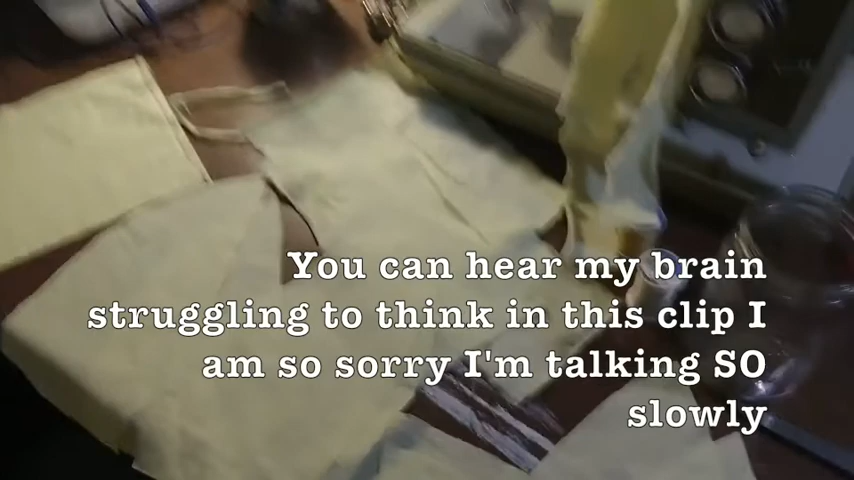 You can hear my brain
struggling to think in this clip I
am so sorry I'm talking SO
slowly